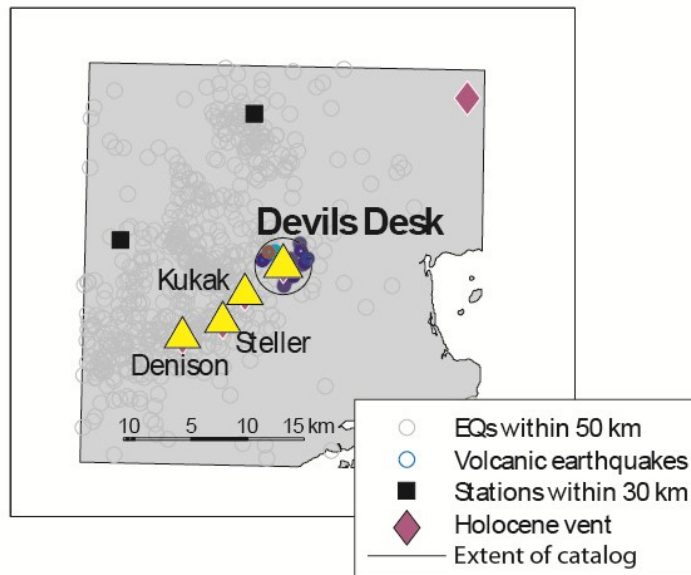 Devils Desk
Kukak
Steller
Denison
10 5 10 15 km
EQs within 50 km
Volcanic earthquakes
Stations within 30 km
Holocene vent
Extent of catalog